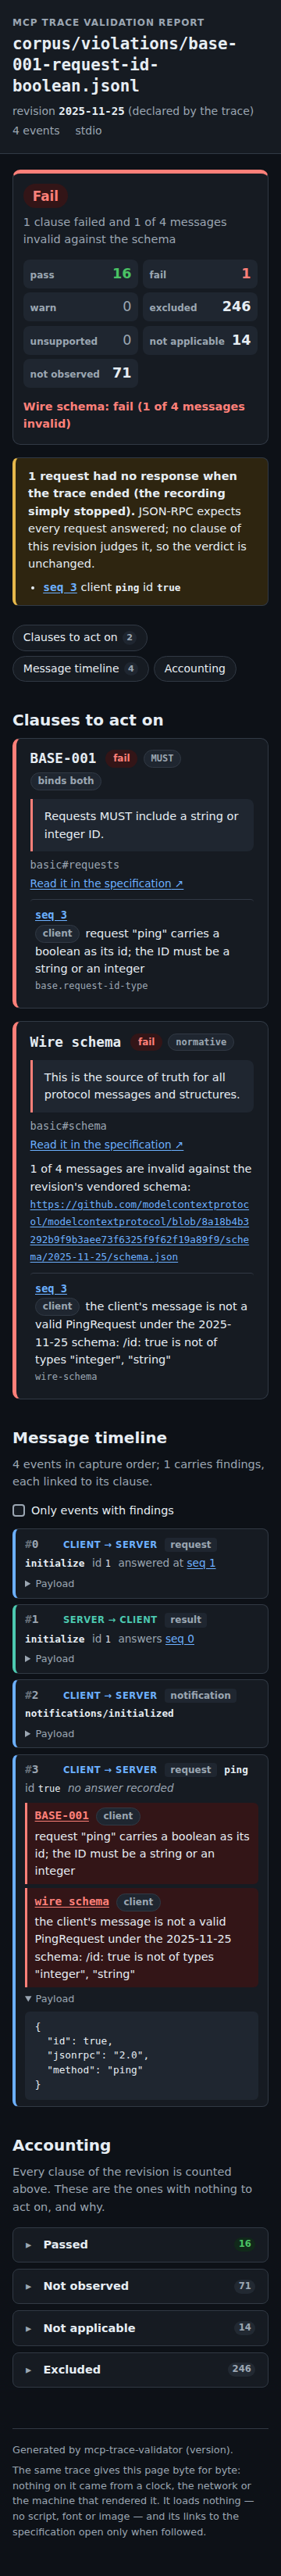 MCP TRACE VALIDATION REPORT
corpus/violations/base-
001-request-id-
boolean.jsonl
revision 2025-11-25 (declared by the trace)
4 events stdio
Fail
1 clause failed and 1 of 4 messages
invalid against the schema
pass 16
fail 1
warn 0
excluded 246
unsupported 0
not applicable 14
not observed 71
Wire schema: fail (1 of 4 messages
invalid)
1 request had no response when
the trace ended (the recording
simply stopped). JSON-RPC expects
every request answered; no clause of
this revision judges it, so the verdict is
unchanged.
• seq 3 client ping id true
Clauses to act on 2
Message timeline 4
Accounting
Clauses to act on
BASE-001 fail MUST
binds both
Requests MUST include a string or
integer ID.
basic#requests
Read it in the specification ↗
seq 3
client request "ping" carries a
boolean as its id; the ID must be a
string or an integer
base.request-id-type
Wire schema fail normative
This is the source of truth for all
protocol messages and structures.
basic#schema
Read it in the specification ↗
1 of 4 messages are invalid against the
revision's vendored schema:
https://github.com/modelcontextprotoc
ol/modelcontextprotocol/blob/8a18b4b3
292b9f9b3aee73f6325f9f62f19a89f9/sche
ma/2025-11-25/schema.json
seq 3
client the client's message is not a
valid PingRequest under the 2025-
11-25 schema: /id: true is not of
types "integer", "string"
wire-schema
Message timeline
4 events in capture order; 1 carries findings,
each linked to its clause.
Only events with findings
#0 CLIENT → SERVER request
initialize id 1 answered at seq 1
▶ Payload
#1 SERVER → CLIENT result
initialize id 1 answers seq 0
▶ Payload
#2 CLIENT → SERVER notification
notifications/initialized
▶ Payload
#3 CLIENT → SERVER request ping
id true no answer recorded
BASE-001 client
request "ping" carries a boolean as its
id; the ID must be a string or an
integer
wire schema client
the client's message is not a valid
PingRequest under the 2025-11-25
schema: /id: true is not of types
"integer", "string"
▼ Payload
{
"id": true,
"jsonrpc": "2.0",
"method": "ping"
}
Accounting
Every clause of the revision is counted
above. These are the ones with nothing to
act on, and why.
▶ Passed 16
▶ Not observed 71
▶ Not applicable 14
▶ Excluded 246
Generated by mcp-trace-validator (version).
The same trace gives this page byte for byte:
nothing on it came from a clock, the network or
the machine that rendered it. It loads nothing —
no script, font or image — and its links to the
specification open only when followed.